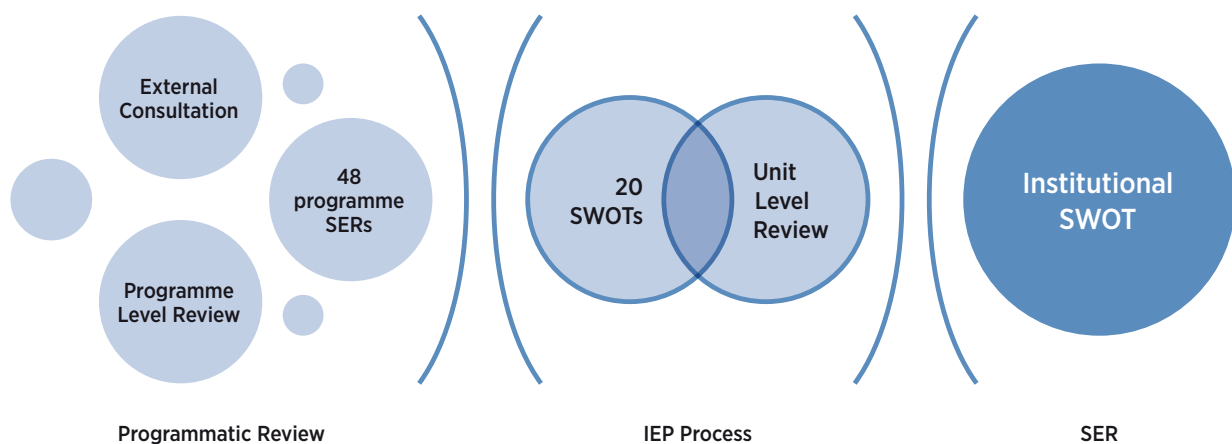 External
Consultation
48
programme
SERs
Programme
Level Review
20
SWOTs
Unit
Level
Review
Institutional
SWOT
Programmatic Review
IEP Process
SER